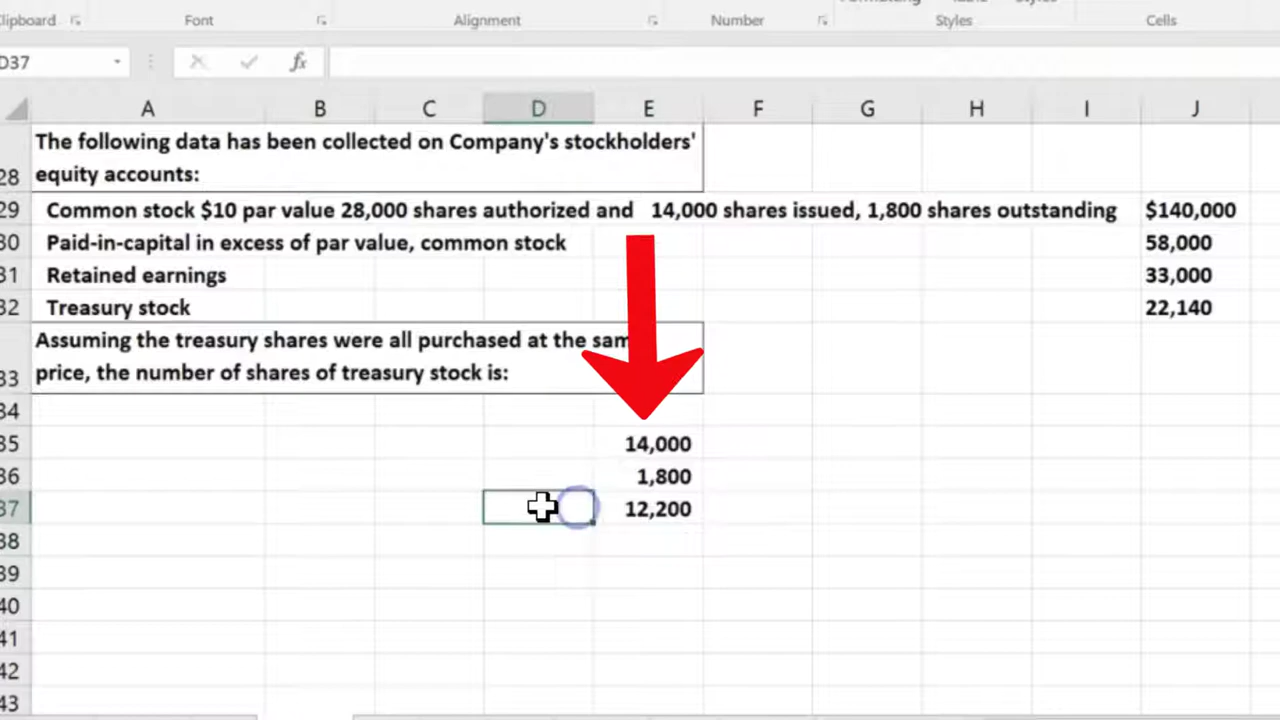 Clipboard Font Alignment Number Styles Cells
D37 fx
A B C D E F G H I J
28 The following data has been collected on Company's stockholders'
equity accounts:
29 Common stock $10 par value 28,000 shares authorized and 14,000 shares issued, 1,800 shares outstanding $140,000
30 Paid-in-capital in excess of par value, common stock 58,000
31 Retained earnings 33,000
32 Treasury stock 22,140
33 Assuming the treasury shares were all purchased at the sam
price, the number of shares of treasury stock is:
34
35 14,000
36 1,800
37 12,200
38
39
40
41
42
43